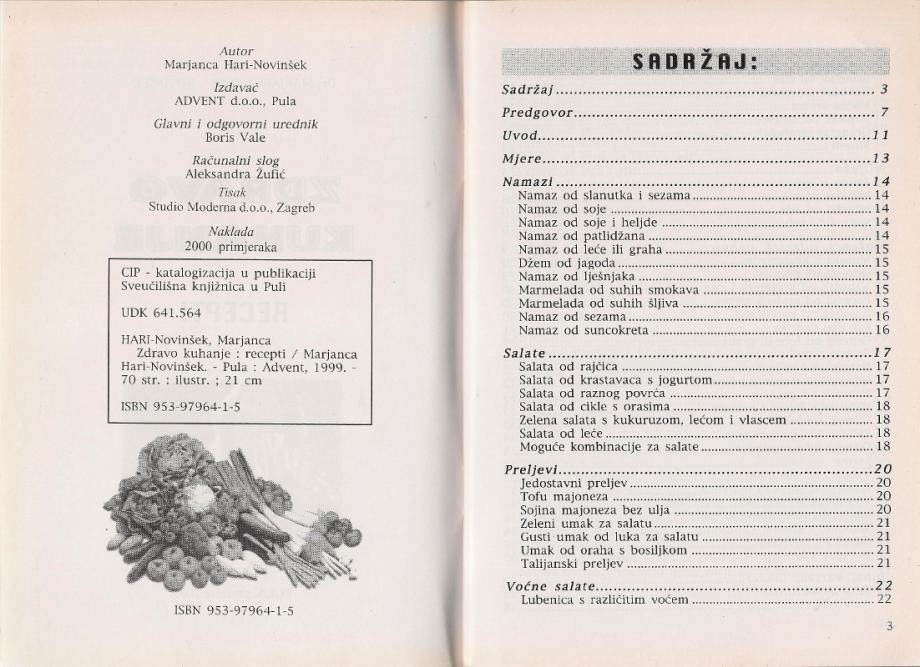 Autor
Marjanca Hari-Novinšek
Izdavač
ADVENT d.o.o., Pula
Glavni i odgovorni urednik
Boris Vale
Računalni slog
Aleksandra Žufić
Tisak
Studio Moderna d.o.o., Zagreb
Naklada
2000 primjeraka
CIP - katalogizacija u publikaciji
Sveučilišna knjižnica u Puli
UDK 641.564
HARI-Novinšek, Marjanca
Zdravo kuhanje : recepti / Marjanca
Hari-Novinšek. - Pula : Advent, 1999. -
70 str. : ilustr. ; 21 cm
ISBN 953-97964-1-5
ISBN 953-97964-1-5
SADRŽAJ:
Sadržaj 3
Predgovor 7
Uvod 11
Mjere 13
Namazi 14
Namaz od slanutka i sezama 14
Namaz od soje 14
Namaz od soje i heljde 14
Namaz od patlidžana 14
Namaz od leće ili graha 15
Džem od jagoda 15
Namaz od lješnjaka 15
Marmelada od suhih smokava 15
Marmelada od suhih šljiva 15
Namaz od sezama 16
Namaz od suncokreta 16
Salate 17
Salata od rajčica 17
Salata od krastavaca s jogurtom 17
Salata od raznog povrća 17
Salata od cikle s orasima 18
Zelena salata s kukuruzom, lećom i vlascem 18
Salata od leće 18
Moguće kombinacije za salate 18
Preljevi 20
Jedostavni preljev 20
Tofu majoneza 20
Sojina majoneza bez ulja 20
Zeleni umak za salatu 21
Gusti umak od luka za salatu 21
Umak od oraha s bosiljkom 21
Talijanski preljev 21
Voćne salate 22
Lubenica s različitim voćem 22
3